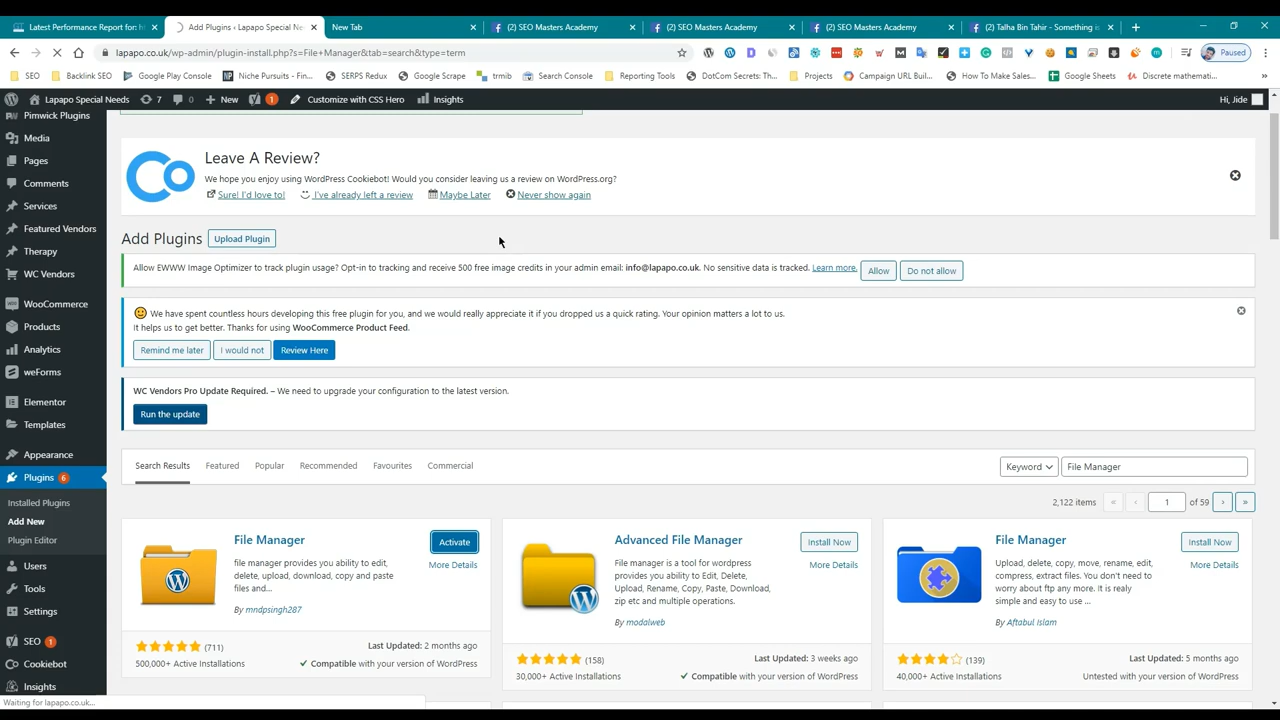 Latest Performance Report for: h
Add Plugins ‹ Lapapo Special Nee
New Tab
(2) SEO Masters Academy
(2) SEO Masters Academy
(2) SEO Masters Academy
(2) Talha Bin Tahir - Something i
lapapo.co.uk/wp-admin/plugin-install.php?s=File+Manager&tab=search&type=term
Paused
SEO
Backlink SEO
Google Play Console
Niche Pursuits - Fin...
SERPS Redux
Google Scrape
trmib
Search Console
Reporting Tools
DotCom Secrets: Th...
Projects
Campaign URL Buil...
How To Make Sales...
Google Sheets
Discrete mathemati...
Lapapo Special Needs
7
0
New
1
Customize with CSS Hero
Insights
Hi, Jide
Pimwick Plugins
Media
Pages
Comments
Services
Featured Vendors
Therapy
WC Vendors
WooCommerce
Products
Analytics
weForms
Elementor
Templates
Appearance
Plugins 6
Installed Plugins
Add New
Plugin Editor
Users
Tools
Settings
SEO 1
Cookiebot
Insights
Leave A Review?
We hope you enjoy using WordPress Cookiebot! Would you consider leaving us a review on WordPress.org?
Sure! I'd love to!
I've already left a review
Maybe Later
Never show again
Add Plugins
Upload Plugin
Allow EWWW Image Optimizer to track plugin usage? Opt-in to tracking and receive 500 free image credits in your admin email: info@lapapo.co.uk. No sensitive data is tracked. Learn more.
Allow
Do not allow
We have spent countless hours developing this free plugin for you, and we would really appreciate it if you dropped us a quick rating. Your opinion matters a lot to us.
It helps us to get better. Thanks for using WooCommerce Product Feed.
Remind me later
I would not
Review Here
WC Vendors Pro Update Required. – We need to upgrade your configuration to the latest version.
Run the update
Search Results
Featured
Popular
Recommended
Favourites
Commercial
Keyword
File Manager
2,122 items
«
‹
1
of 59
›
»
File Manager
Activate
More Details
file manager provides you ability to edit,
delete, upload, download, copy and paste
files and...
By mndpsingh287
(711)
500,000+ Active Installations
Last Updated: 2 months ago
Compatible with your version of WordPress
Advanced File Manager
Install Now
More Details
File manager is a tool for wordpress
provides you ability to Edit, Delete,
Upload, Rename, Copy, Paste, Download,
zip etc and multiple operations.
By modalweb
(158)
30,000+ Active Installations
Last Updated: 3 weeks ago
Compatible with your version of WordPress
File Manager
Install Now
More Details
Upload, delete, copy, move, rename, edit,
compress, extract files. You don't need to
worry about ftp any more. It is realy
simple and easy to use ...
By Aftabul Islam
(139)
40,000+ Active Installations
Last Updated: 5 months ago
Untested with your version of WordPress
Waiting for lapapo.co.uk...